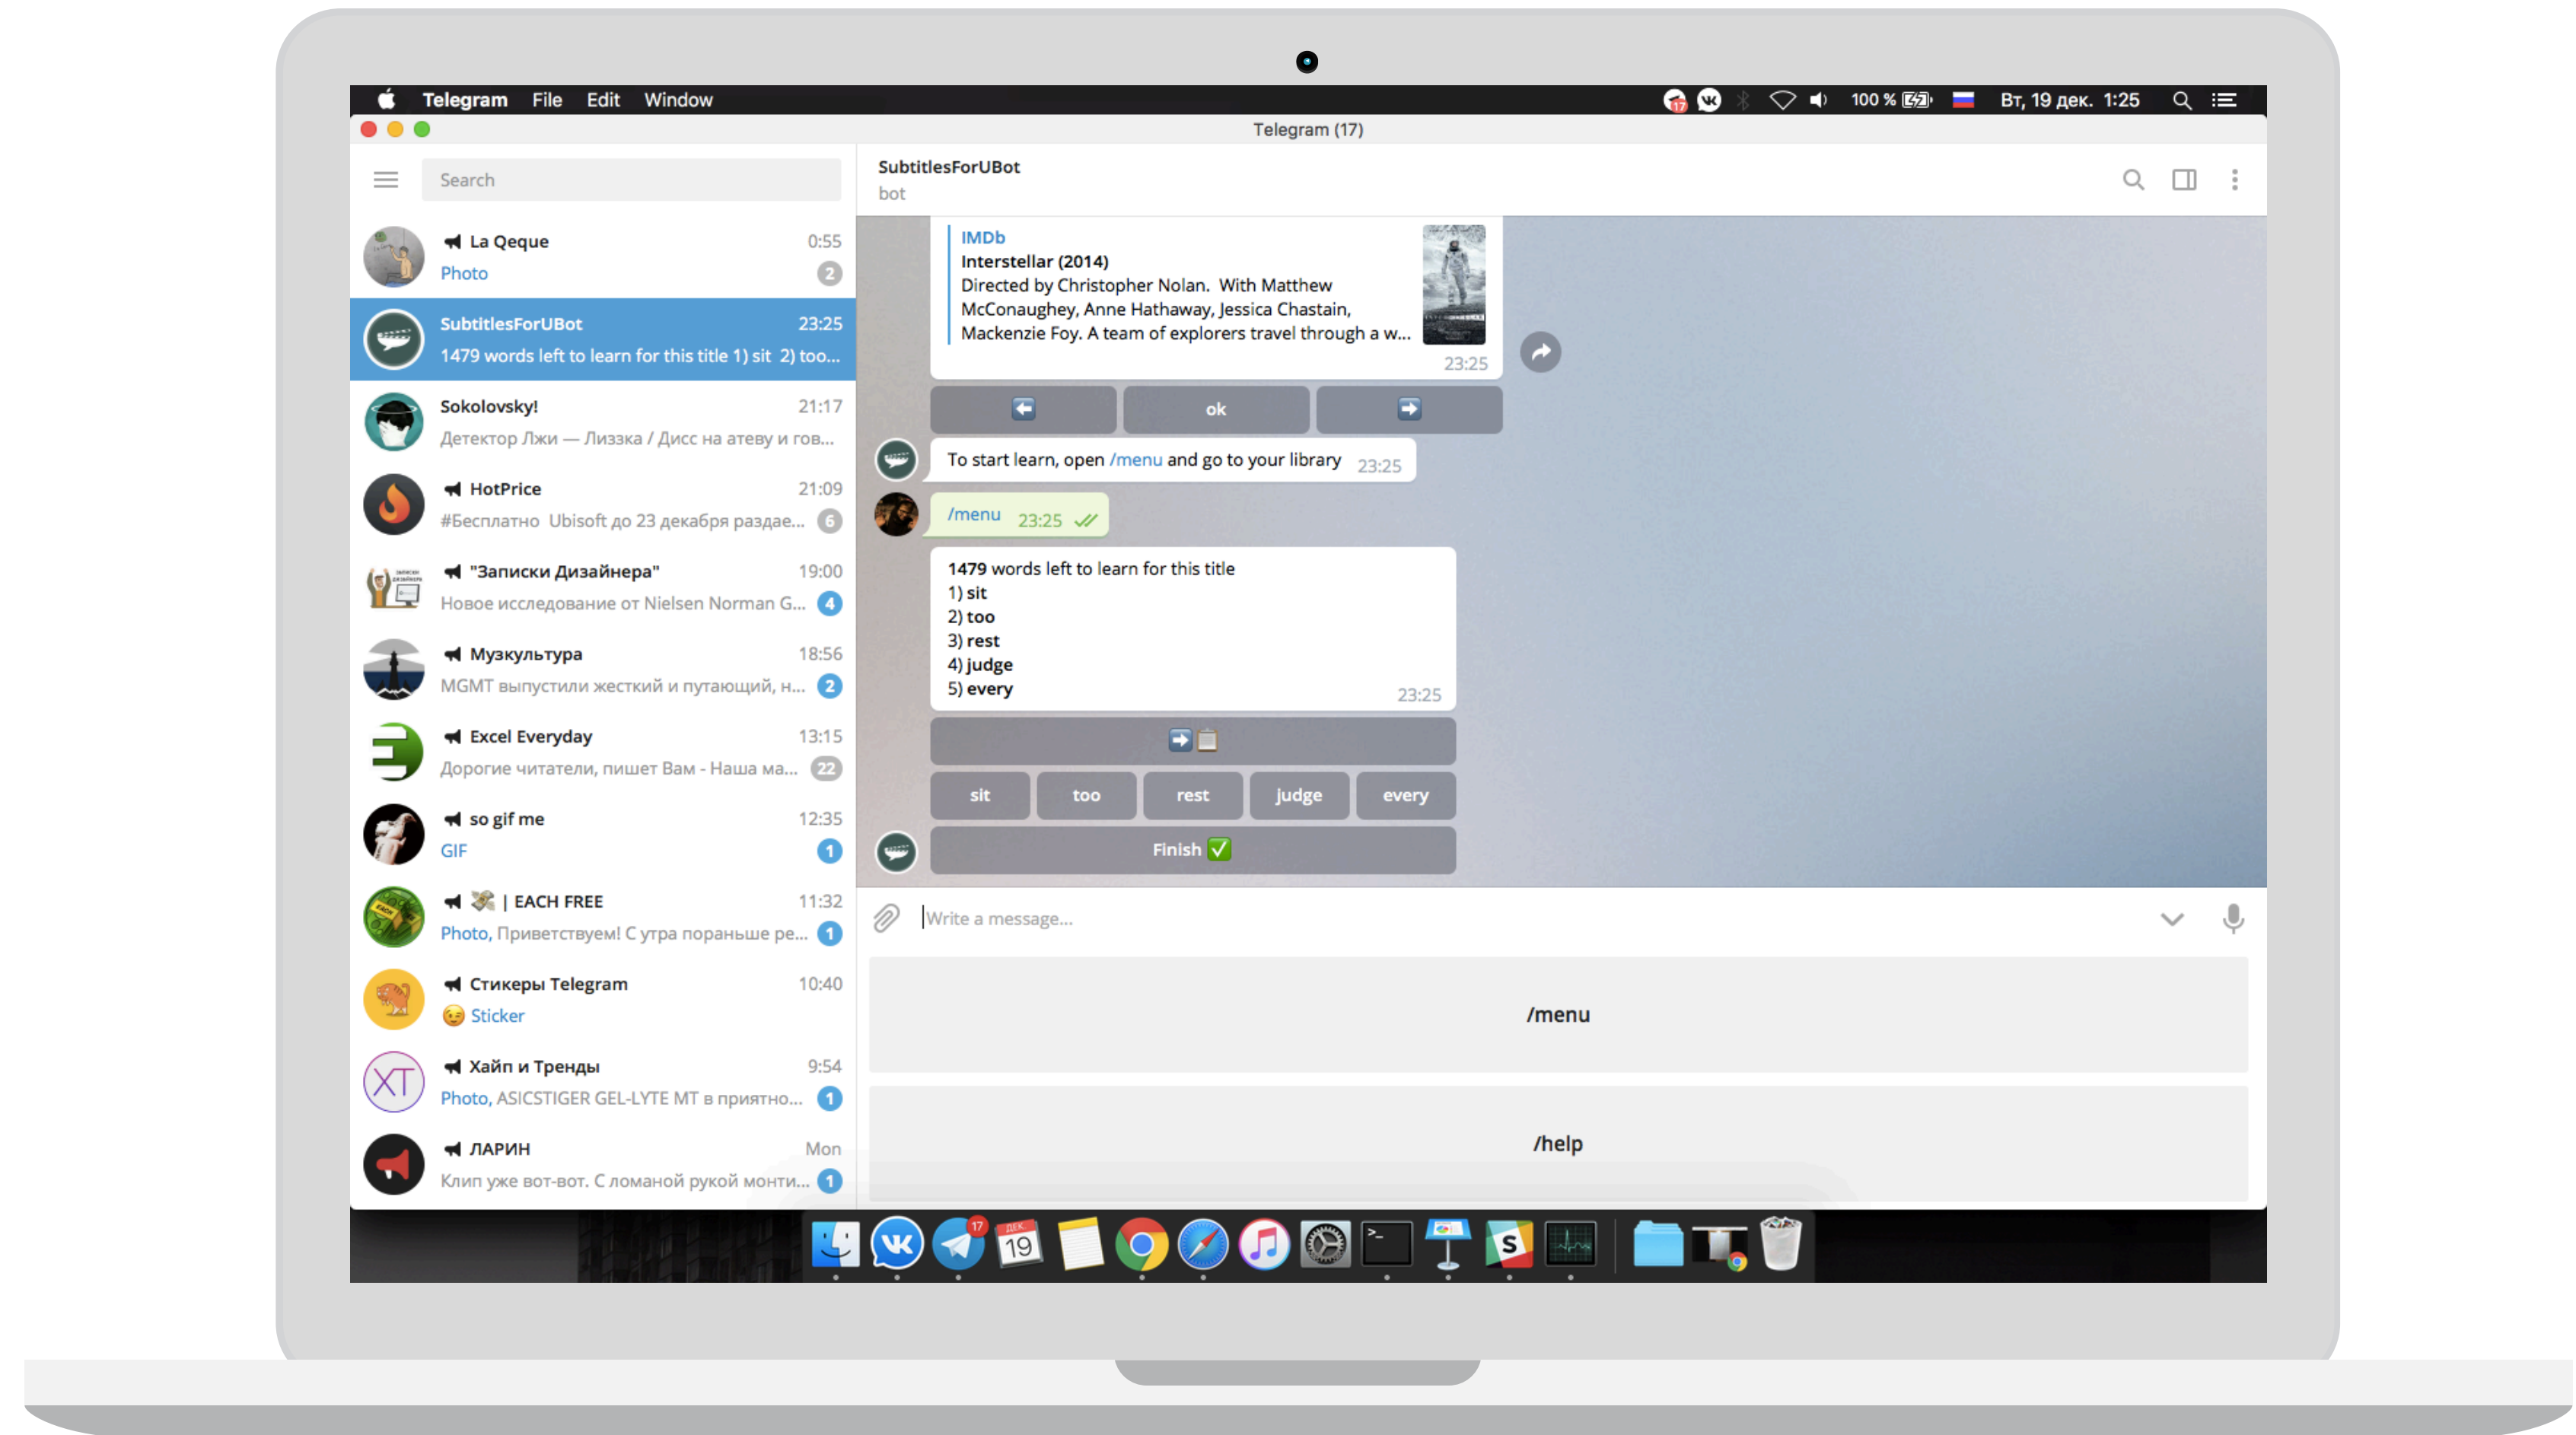 Telegram File Edit Window 17 100 % Вт, 19 дек. 1:25
Telegram (17)
Search
La Qeque 0:55
Photo 2
SubtitlesForUBot 23:25
1479 words left to learn for this title 1) sit 2) too...
Sokolovsky! 21:17
Детектор Лжи — Лиззка / Дисс на атеву и гов...
HotPrice 21:09
#Бесплатно Ubisoft до 23 декабря раздае... 6
"Записки Дизайнера" 19:00
Новое исследование от Nielsen Norman G... 4
Музкультура 18:56
MGMT выпустили жесткий и путающий, н... 2
Excel Everyday 13:15
Дорогие читатели, пишет Вам - Наша ма... 22
so gif me 12:35
GIF 1
| EACH FREE 11:32
Photo, Приветствуем! С утра пораньше ре... 1
Стикеры Telegram 10:40
Sticker
XT
Хайп и Тренды 9:54
Photo, ASICSTIGER GEL-LYTE MT в приятно... 1
ЛАРИН Mon
Клип уже вот-вот. С ломаной рукой монти... 1
SubtitlesForUBot
bot
IMDb
Interstellar (2014)
Directed by Christopher Nolan. With Matthew
McConaughey, Anne Hathaway, Jessica Chastain,
Mackenzie Foy. A team of explorers travel through a w...
23:25
ok
To start learn, open /menu and go to your library 23:25
/menu 23:25
1479 words left to learn for this title
1) sit
2) too
3) rest
4) judge
5) every
23:25
sit too rest judge every
Finish
Write a message...
/menu
/help
17
ДЕК.
19
S